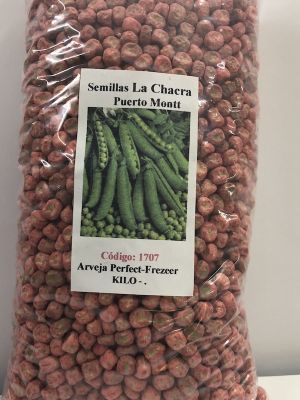 Semillas La Chacra
Puerto Montt
Código: 1707
Arveja Perfect-Frezeer
KILO - .